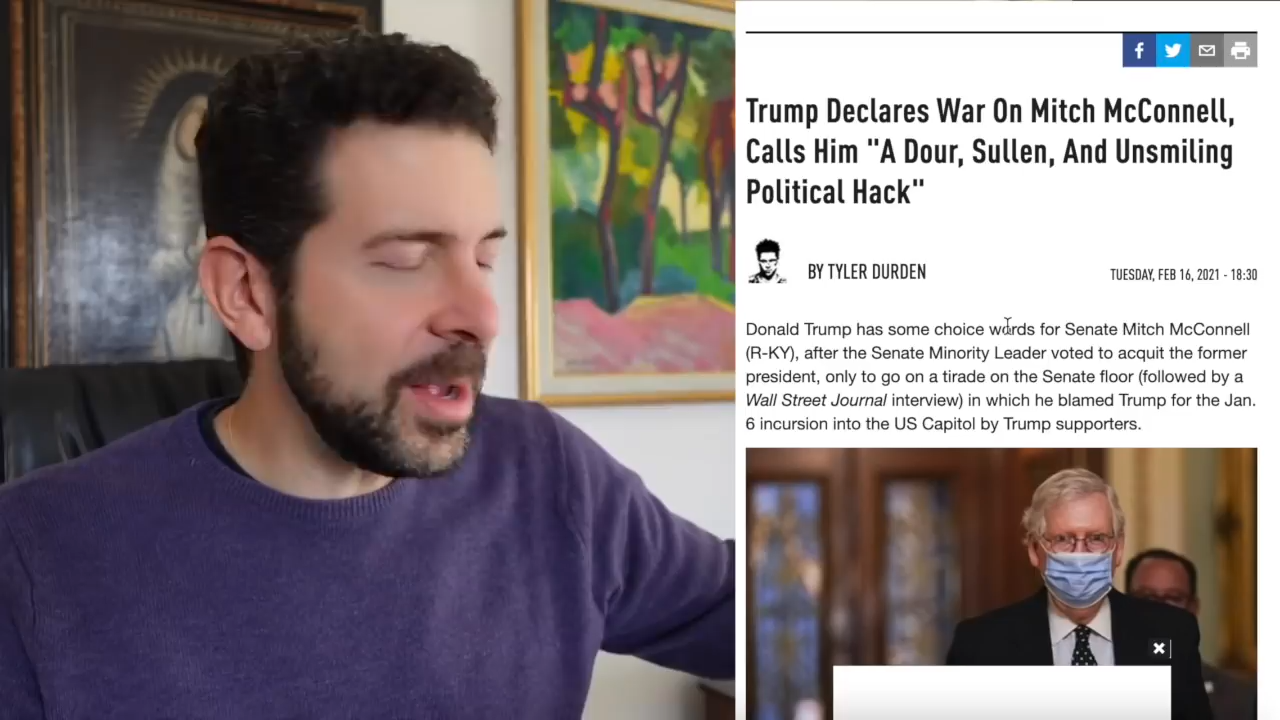 Trump Declares War On Mitch McConnell,
Calls Him "A Dour, Sullen, And Unsmiling
Political Hack"
BY TYLER DURDEN
TUESDAY, FEB 16, 2021 - 18:30
Donald Trump has some choice words for Senate Mitch McConnell
(R-KY), after the Senate Minority Leader voted to acquit the former
president, only to go on a tirade on the Senate floor (followed by a
Wall Street Journal interview) in which he blamed Trump for the Jan.
6 incursion into the US Capitol by Trump supporters.